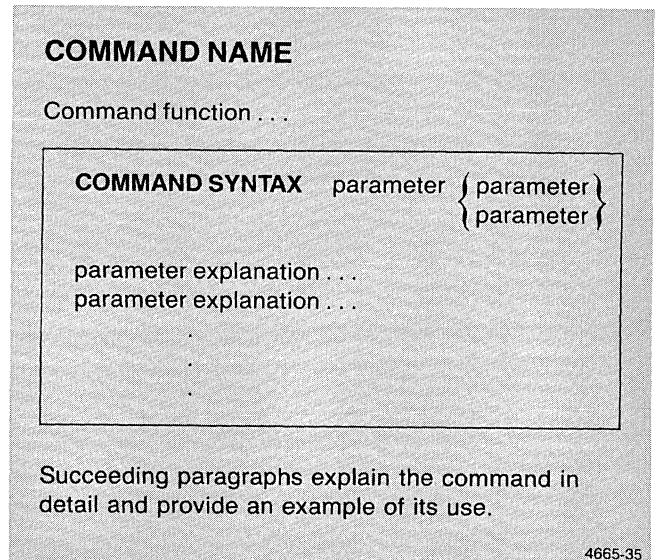 COMMAND NAME
Command function . . .
COMMAND SYNTAX parameter { parameter }
{ parameter }
parameter explanation . . .
parameter explanation . . .
.
.
.
Succeeding paragraphs explain the command in
detail and provide an example of its use.
4665-35